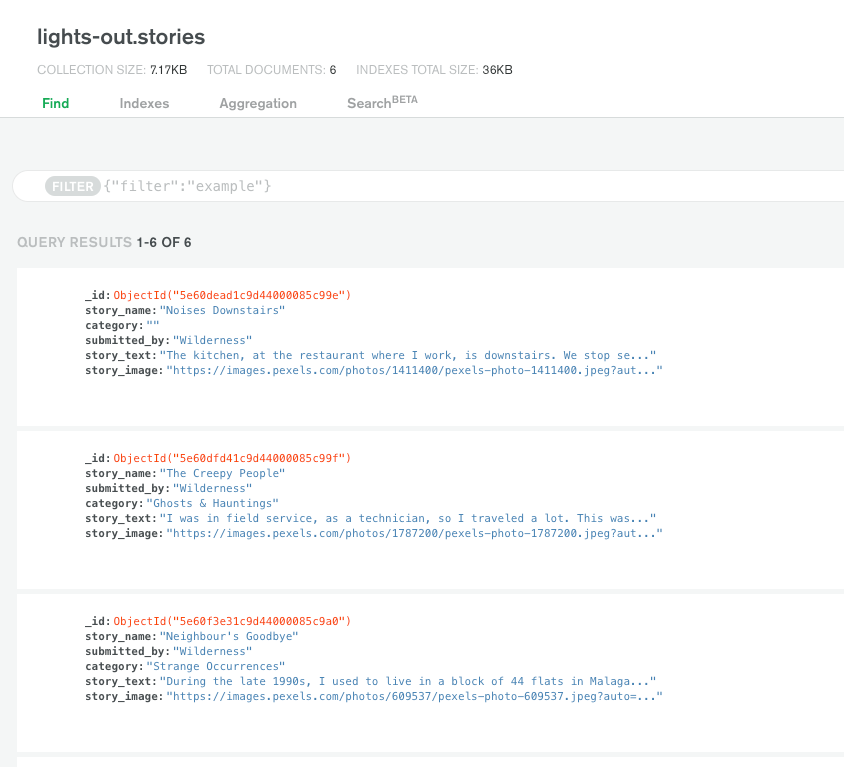 lights-out.stories
COLLECTION SIZE: 7.17KB TOTAL DOCUMENTS: 6 INDEXES TOTAL SIZE: 36KB
Find Indexes Aggregation SearchBETA
FILTER {"filter":"example"}
QUERY RESULTS 1-6 OF 6
_id: ObjectId("5e60dead1c9d44000085c99e")
story_name: "Noises Downstairs"
category: ""
submitted_by: "Wilderness"
story_text: "The kitchen, at the restaurant where I work, is downstairs. We stop se..."
story_image: "https://images.pexels.com/photos/1411400/pexels-photo-1411400.jpeg?aut..."
_id: ObjectId("5e60dfd41c9d44000085c99f")
story_name: "The Creepy People"
submitted_by: "Wilderness"
category: "Ghosts & Hauntings"
story_text: "I was in field service, as a technician, so I traveled a lot. This was..."
story_image: "https://images.pexels.com/photos/1787200/pexels-photo-1787200.jpeg?aut..."
_id: ObjectId("5e60f3e31c9d44000085c9a0")
story_name: "Neighbour's Goodbye"
submitted_by: "Wilderness"
category: "Strange Occurrences"
story_text: "During the late 1990s, I used to live in a block of 44 flats in Malaga..."
story_image: "https://images.pexels.com/photos/609537/pexels-photo-609537.jpeg?auto=..."